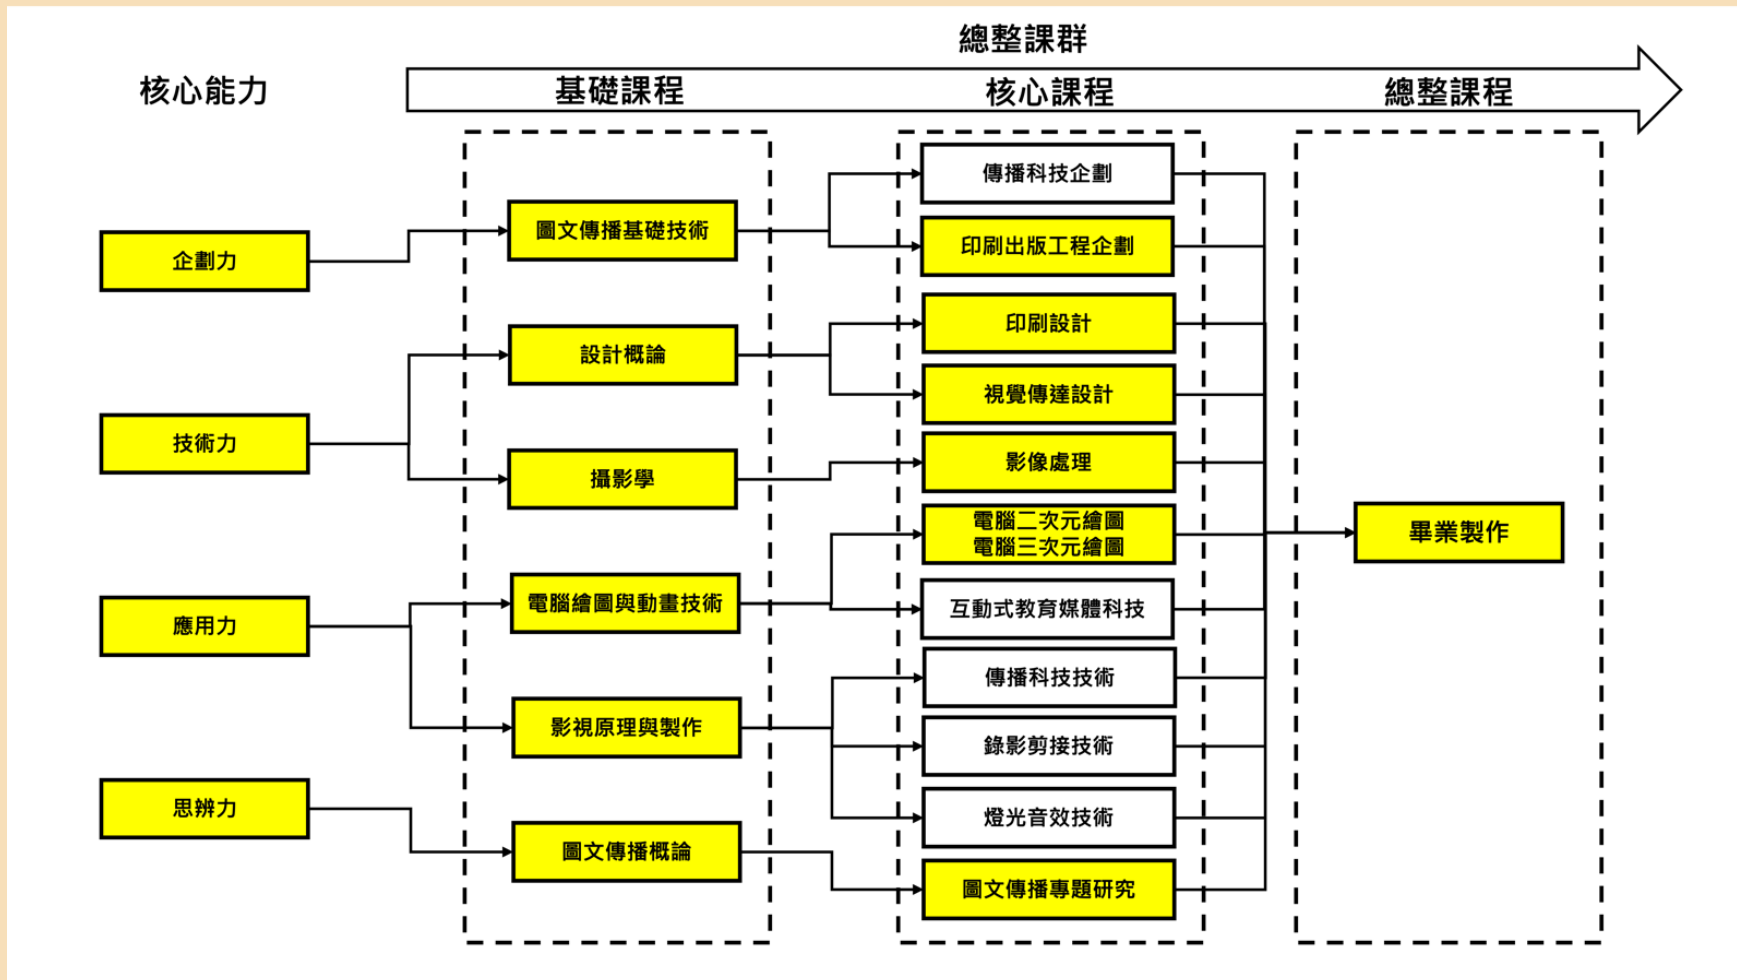 總整課群
核心能力
基礎課程
核心課程
總整課程
企劃力
技術力
應用力
思辨力
圖文傳播基礎技術
設計概論
攝影學
電腦繪圖與動畫技術
影視原理與製作
圖文傳播概論
傳播科技企劃
印刷出版工程企劃
印刷設計
視覺傳達設計
影像處理
電腦二次元繪圖
電腦三次元繪圖
互動式教育媒體科技
傳播科技技術
錄影剪接技術
燈光音效技術
圖文傳播專題研究
畢業製作